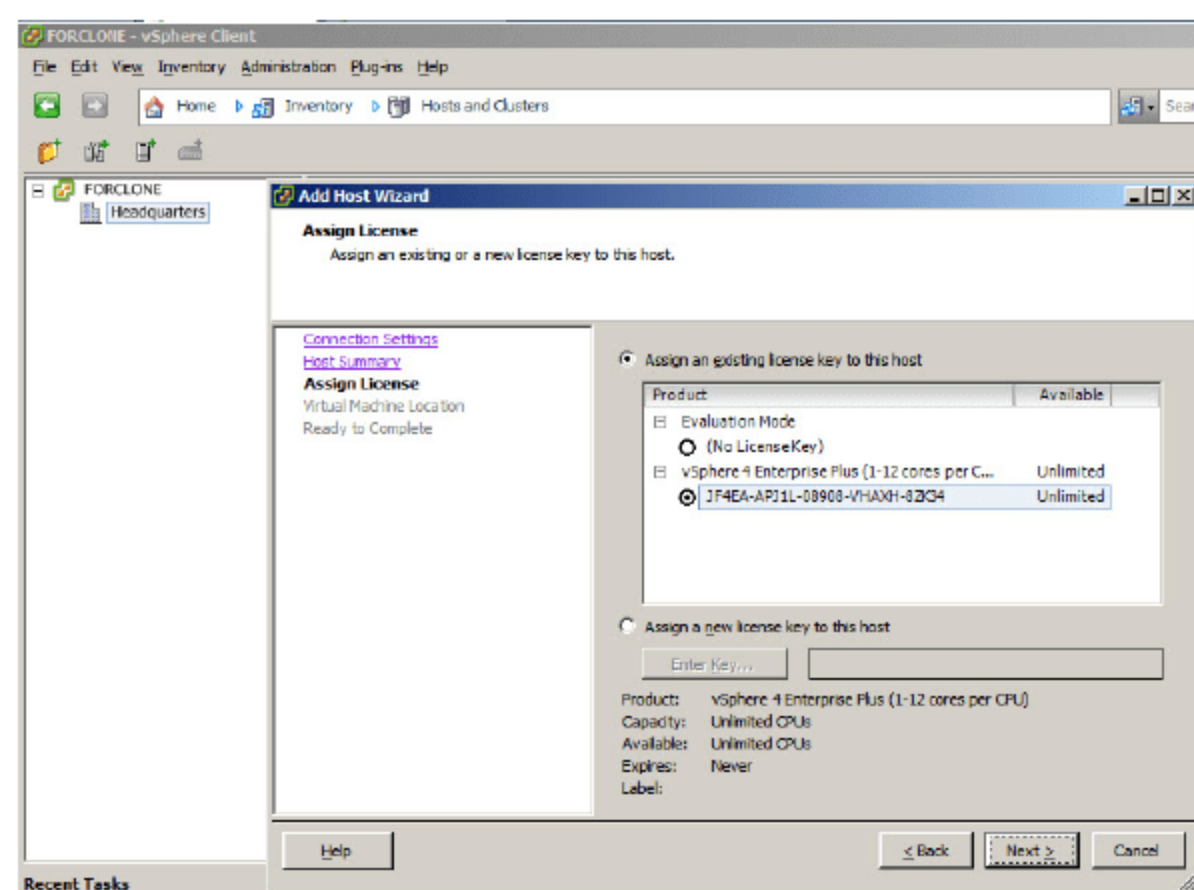 FORCLONE - vSphere Client
File Edit View Inventory Administration Plug-ins Help
Home Inventory Hosts and Clusters
Sear
FORCLONE
Headquarters
Add Host Wizard
Assign License
Assign an existing or a new license key to this host.
Connection Settings
Host Summary
Assign License
Virtual Machine Location
Ready to Complete
Assign an existing license key to this host
Product Available
Evaluation Mode
(No License Key)
vSphere 4 Enterprise Plus (1-12 cores per C... Unlimited
Unlimited
Assign a new license key to this host
Enter Key...
Product: vSphere 4 Enterprise Plus (1-12 cores per CPU)
Capacity: Unlimited CPUs
Available: Unlimited CPUs
Expires: Never
Label:
Help
< Back Next > Cancel
Recent Tasks